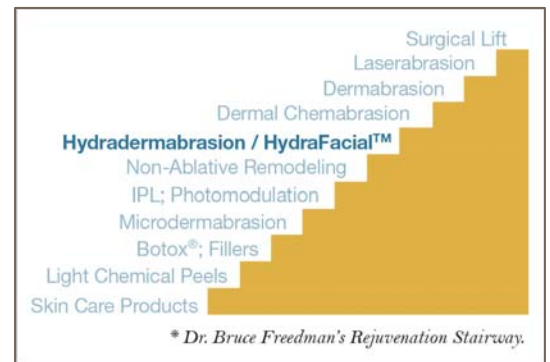 Surgical Lift
Laserabrasion
Dermabrasion
Dermal Chemabrasion
Hydradermabrasion / HydraFacial™
Non-Ablative Remodeling
IPL; Photomodulation
Microdermabrasion
Botox®; Fillers
Light Chemical Peels
Skin Care Products
* Dr. Bruce Freedman's Rejuvenation Stairway.